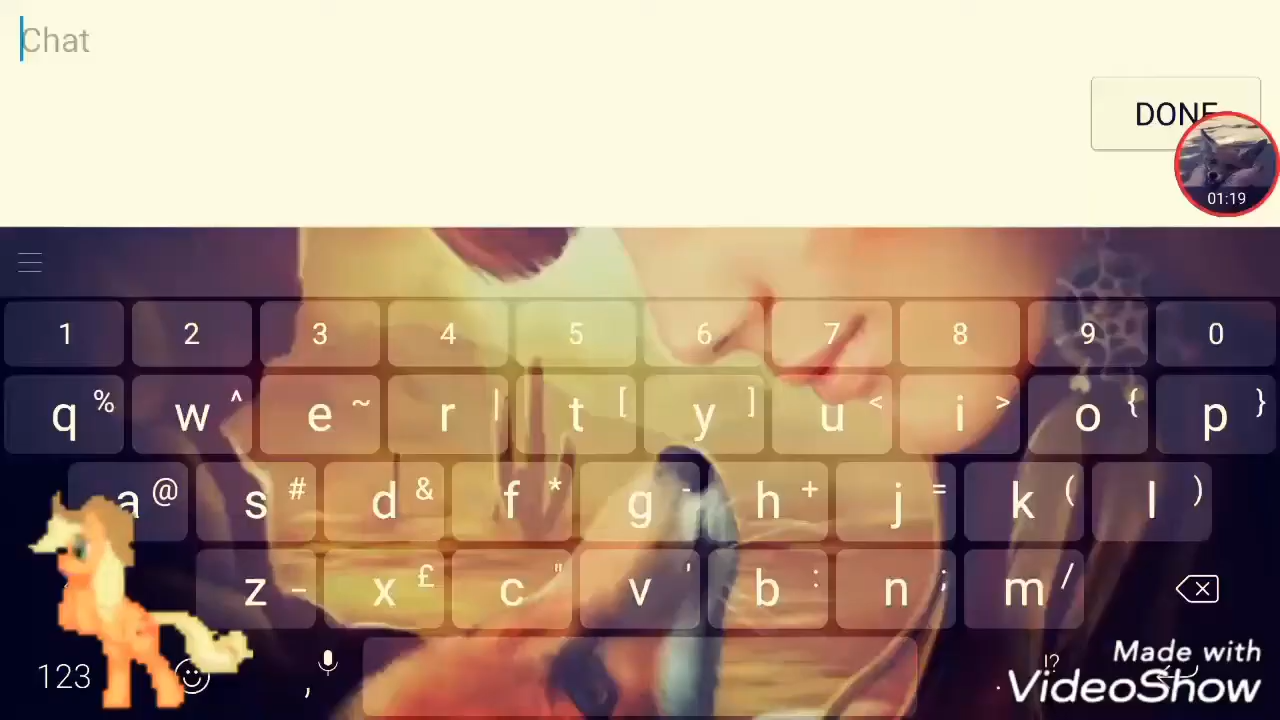 Chat
DONE
01:19
1 2 3 4 5 6 7 8 9 0
q % w ^ e ~ r | t [ y ] u < i > o { p }
a @ s # d & f * g - h + j = k ( l )
z _ x £ c " v ' b : n ; m /
123 , . !?
Made with
VideoShow